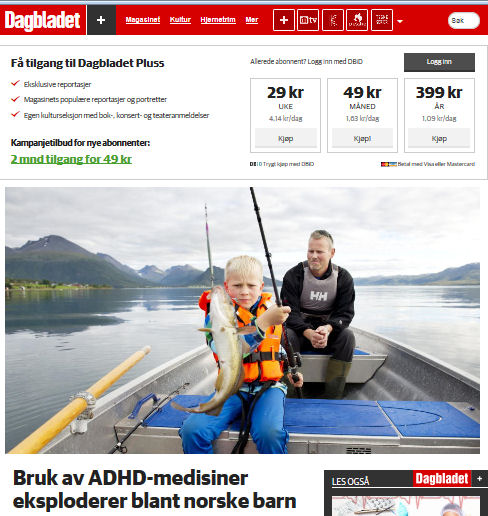 Dagbladet +
Magasinet Kultur Hjernetrim Mer
+ tv
Søk
Få tilgang til Dagbladet Pluss
Eksklusive reportasjer
Magasinets populære reportasjer og portretter
Egen kulturseksjon med bok-, konsert- og teateranmeldelser
Kampanjetilbud for nye abonnenter:
2 mnd tilgang for 49 kr
Allerede abonnent? Logg inn med DBiD
Logg inn
29 kr
UKE
4,14 kr/dag
Kjøp
49 kr
MÅNED
1,63 kr/dag
Kjøp!
399 kr
ÅR
1,09 kr/dag
Kjøp
Trygt kjøp med DBiD
Betal med Visa eller Mastercard
HH
Bruk av ADHD-medisiner
eksploderer blant norske barn
LES OGSÅ
Dagbladet +